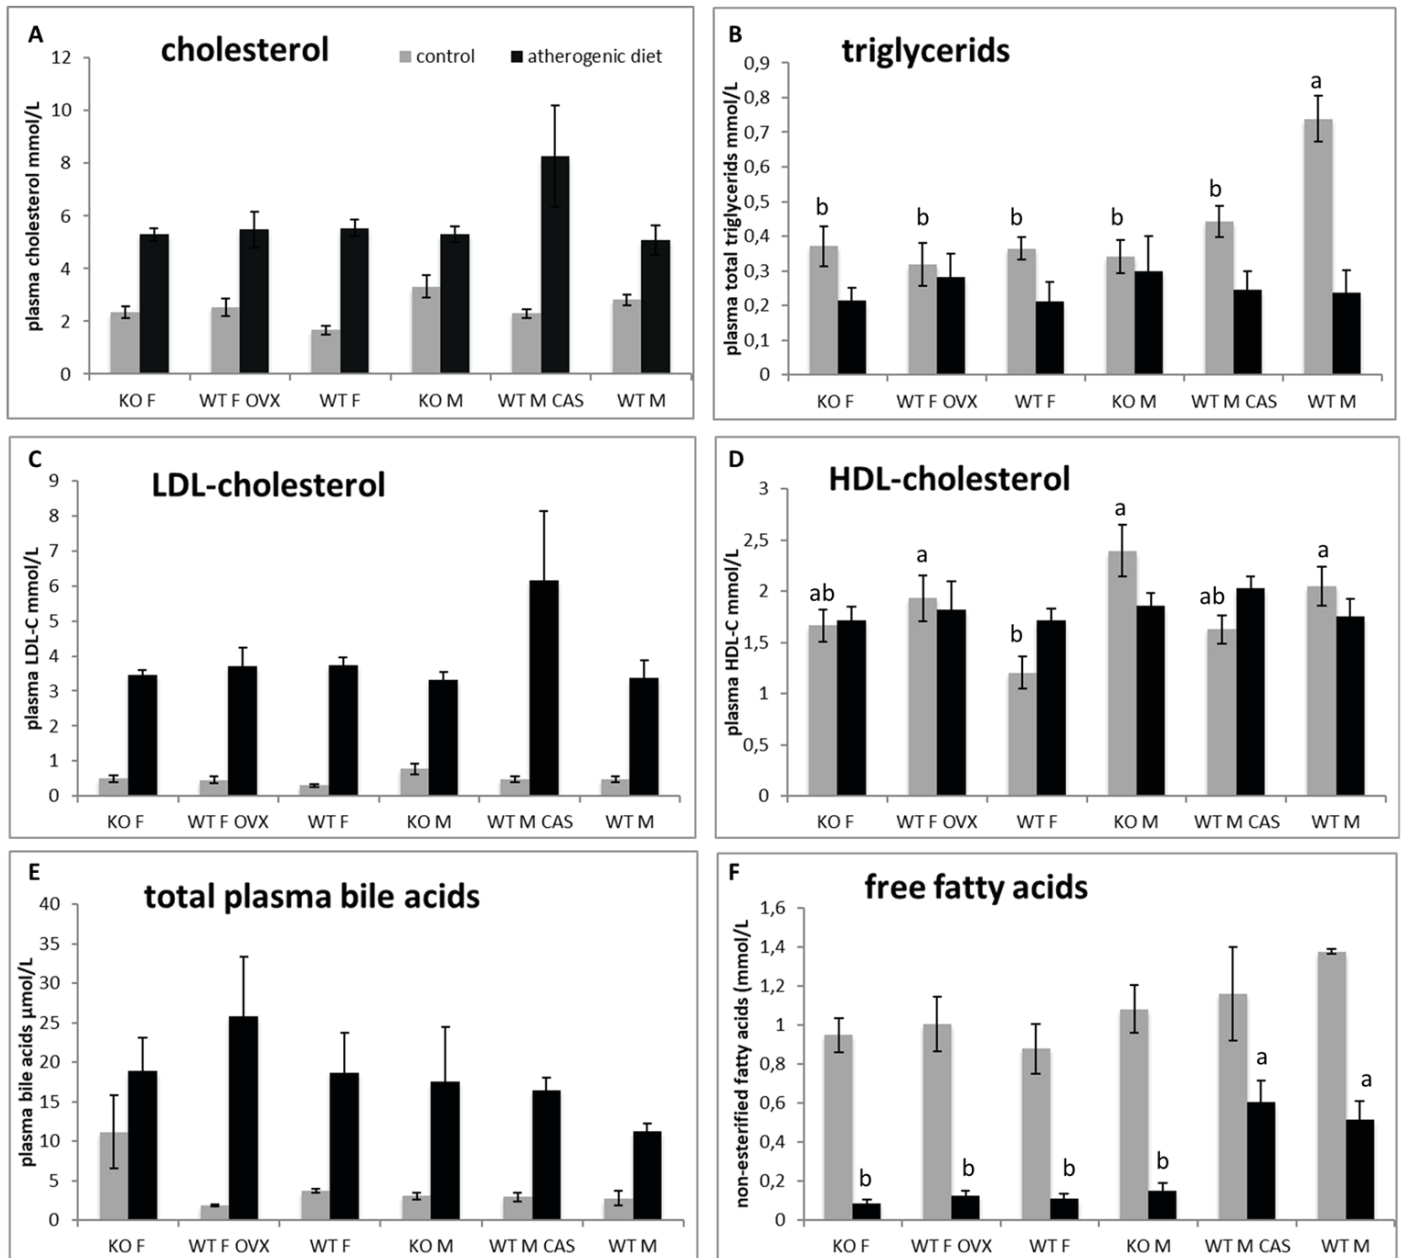 A
cholesterol
control
atherogenic diet
plasma cholesterol mmol/L
12
10
8
6
4
2
0
KO F
WT F OVX
WT F
KO M
WT M CAS
WT M
B
triglycerids
plasma total triglycerids mmol/L
0,9
0,8
0,7
0,6
0,5
0,4
0,3
0,2
0,1
0
b
b
b
b
b
a
KO F
WT F OVX
WT F
KO M
WT M CAS
WT M
C
LDL-cholesterol
plasma LDL-C mmol/L
9
8
7
6
5
4
3
2
1
0
KO F
WT F OVX
WT F
KO M
WT M CAS
WT M
D
HDL-cholesterol
plasma HDL-C mmol/L
3
2,5
2
1,5
1
0,5
0
ab
a
b
a
ab
a
KO F
WT F OVX
WT F
KO M
WT M CAS
WT M
E
total plasma bile acids
plasma bile acids µmol/L
40
35
30
25
20
15
10
5
0
KO F
WT F OVX
WT F
KO M
WT M CAS
WT M
F
free fatty acids
non-esterified fatty acids (mmol/L
1,6
1,4
1,2
1
0,8
0,6
0,4
0,2
0
b
b
b
b
a
a
KO F
WT F OVX
WT F
KO M
WT M CAS
WT M